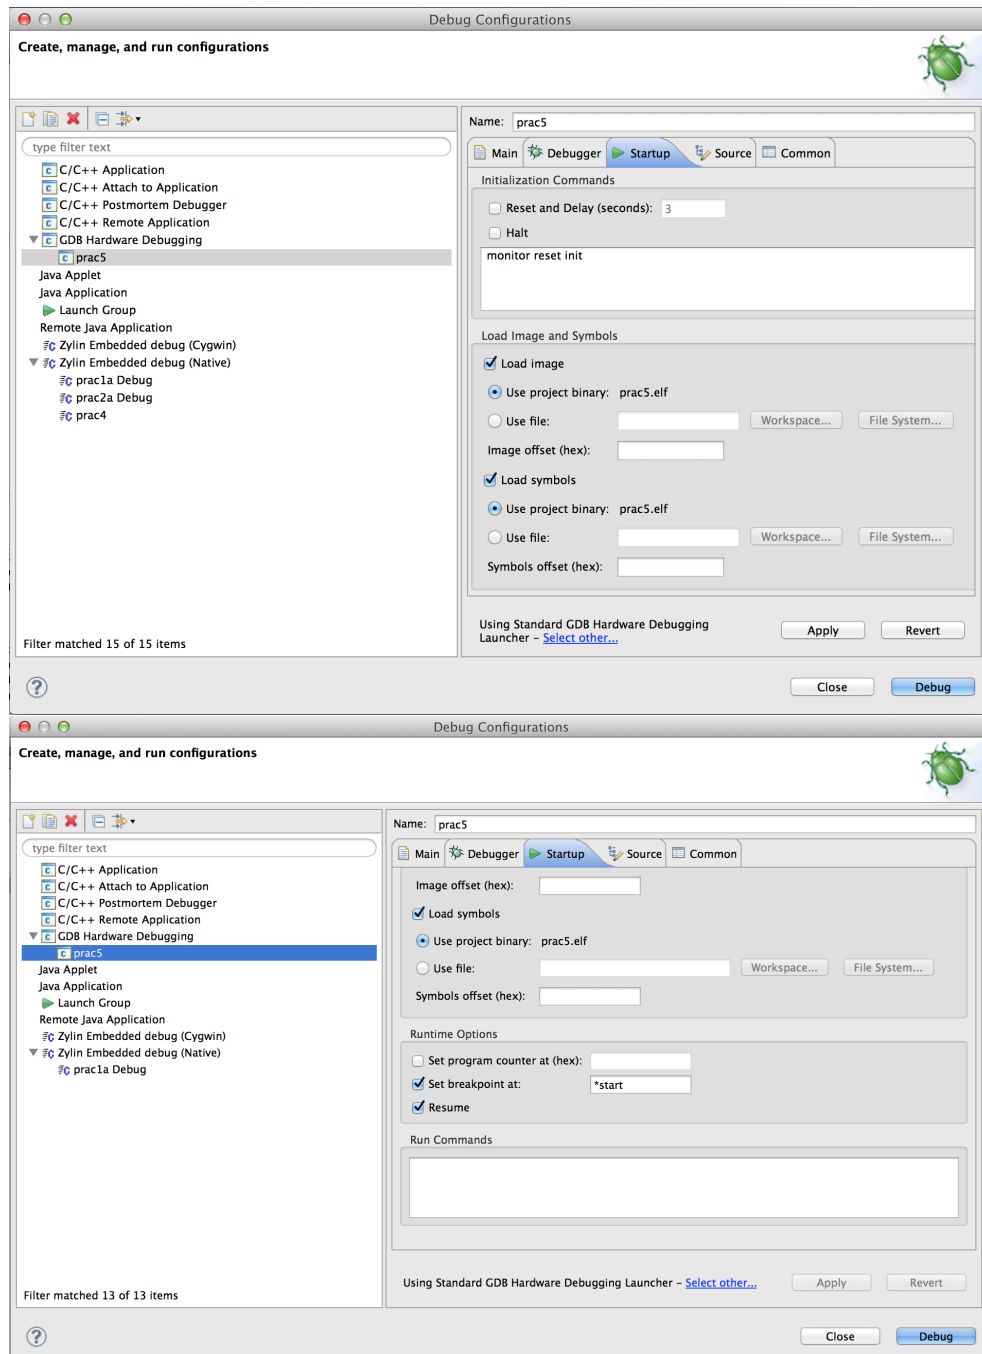 Debug Configurations
Create, manage, and run configurations
type filter text
C/C++ Application
C/C++ Attach to Application
C/C++ Postmortem Debugger
C/C++ Remote Application
GDB Hardware Debugging
prac5
Java Applet
Java Application
Launch Group
Remote Java Application
Zylin Embedded debug (Cygwin)
Zylin Embedded debug (Native)
prac1a Debug
prac2a Debug
prac4
Filter matched 15 of 15 items
Name: prac5
Main Debugger Startup Source Common
Initialization Commands
Reset and Delay (seconds): 3
Halt
monitor reset init
Load Image and Symbols
Load image
Use project binary: prac5.elf
Use file: Workspace... File System...
Image offset (hex):
Load symbols
Use project binary: prac5.elf
Use file: Workspace... File System...
Symbols offset (hex):
Using Standard GDB Hardware Debugging
Launcher – Select other...
Apply Revert
Close Debug
Debug Configurations
Create, manage, and run configurations
type filter text
C/C++ Application
C/C++ Attach to Application
C/C++ Postmortem Debugger
C/C++ Remote Application
GDB Hardware Debugging
prac5
Java Applet
Java Application
Launch Group
Remote Java Application
Zylin Embedded debug (Cygwin)
Zylin Embedded debug (Native)
prac1a Debug
Filter matched 13 of 13 items
Name: prac5
Main Debugger Startup Source Common
Image offset (hex):
Load symbols
Use project binary: prac5.elf
Use file: Workspace... File System...
Symbols offset (hex):
Runtime Options
Set program counter at (hex):
Set breakpoint at: *start
Resume
Run Commands
Using Standard GDB Hardware Debugging Launcher – Select other...
Apply Revert
Close Debug